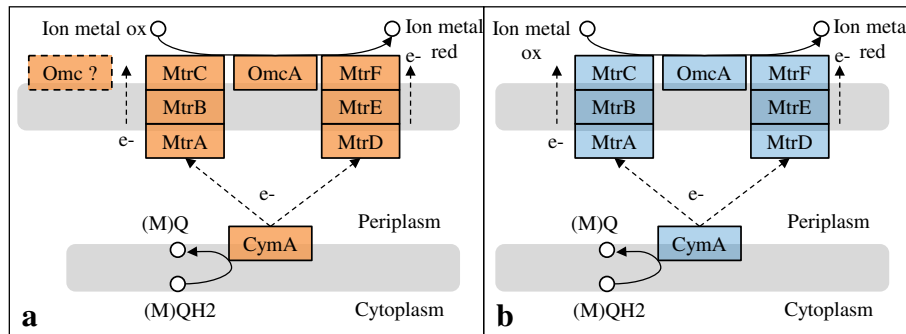 Ion metal ox
Ion metal
red
e-
Omc ?
MtrC
OmcA
MtrF
MtrB
MtrE
e-
MtrA
MtrD
e-
(M)Q
Periplasm
CymA
(M)QH2
Cytoplasm
a
Ion metal
ox
Ion metal
red
e-
MtrC
OmcA
MtrF
MtrB
MtrE
e-
MtrA
MtrD
e-
(M)Q
Periplasm
CymA
(M)QH2
Cytoplasm
b